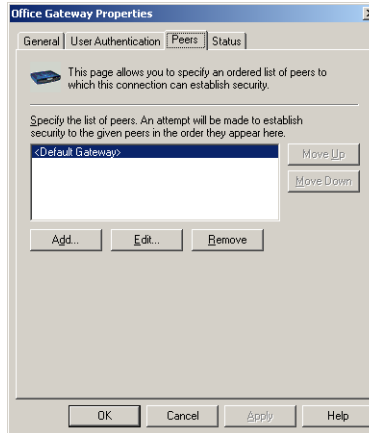 Office Gateway Properties
General
User Authentication
Peers
Status
This page allows you to specify an ordered list of peers to
which this connection can establish security.
Specify the list of peers. An attempt will be made to establish
security to the given peers in the order they appear here.
<Default Gateway>
Move Up
Move Down
Add...
Edit...
Remove
OK
Cancel
Apply
Help